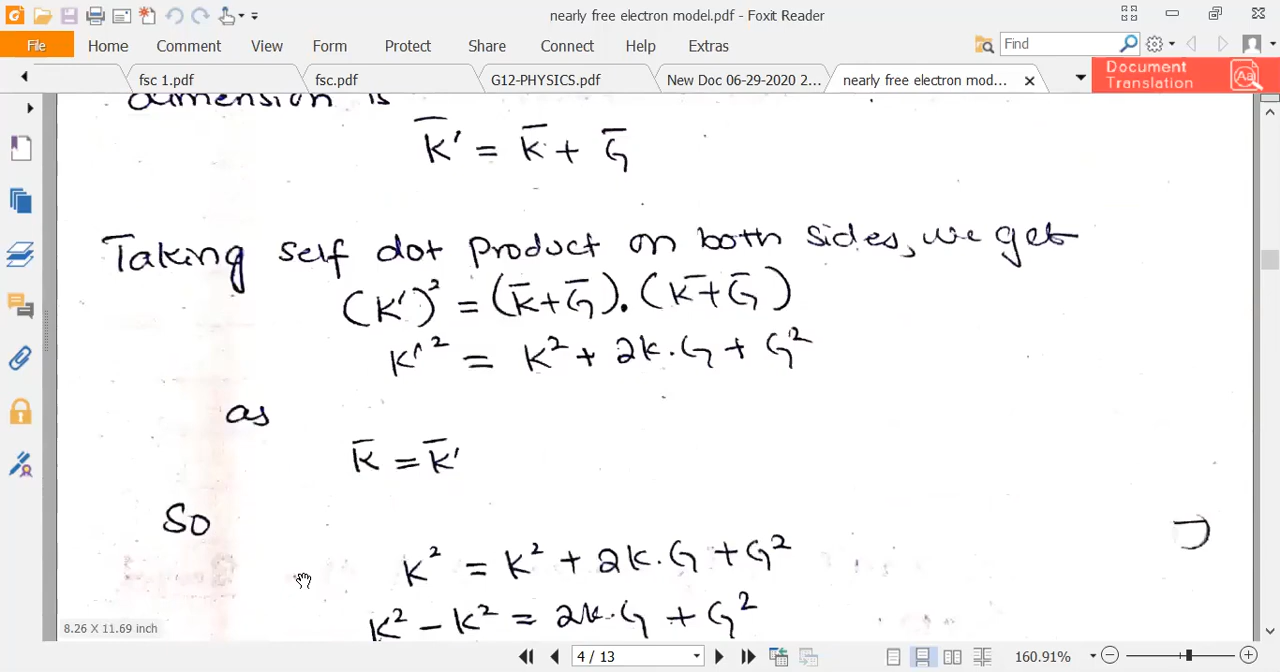 nearly free electron model.pdf - Foxit Reader
File Home Comment View Form Protect Share Connect Help Extras Find
fsc 1.pdf fsc.pdf G12-PHYSICS.pdf New Doc 06-29-2020 2... nearly free electron mod... Document Translation
dimension is
K̅' = K̅ + G̅
Taking self dot product on both sides, we get
(K')² = (K̅+G̅).(K̅+G̅)
K'² = K² + 2K.G + G²
as
K̅ = K̅'
So
K² = K² + 2K.G + G²
K² - K² = 2K.G + G²
8.26 X 11.69 inch
4 / 13 160.91%